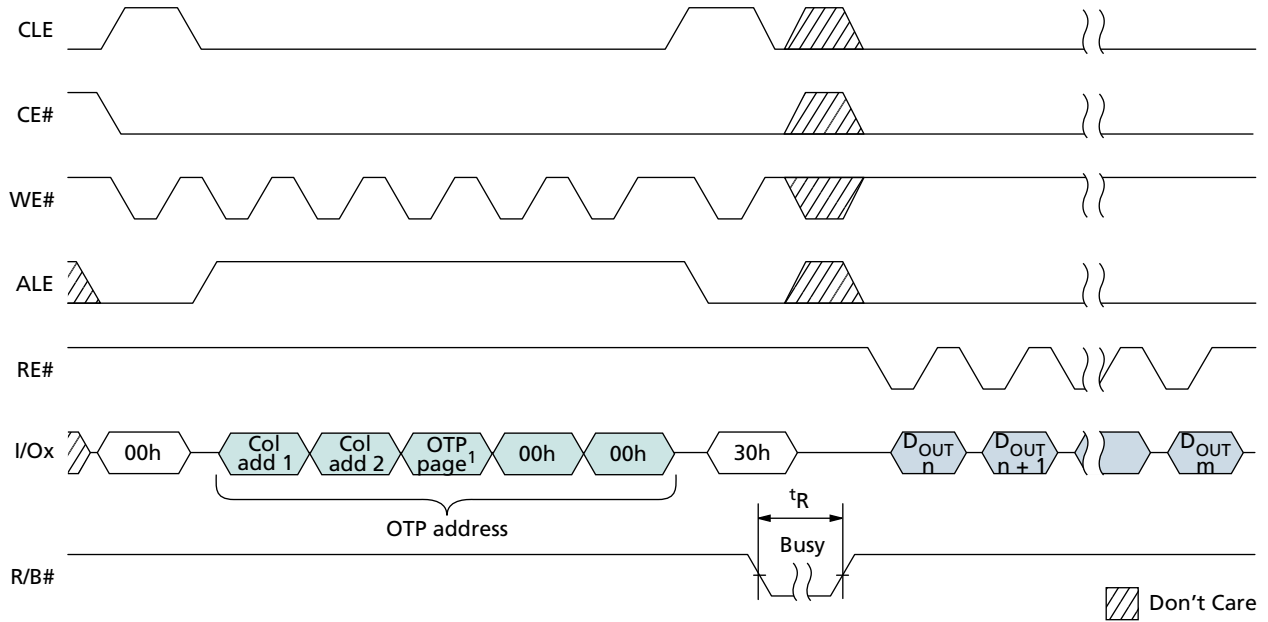 CLE
CE#
WE#
ALE
RE#
I/Ox
00h
Col
add 1
Col
add 2
OTP
page1
00h
00h
30h
DOUT
n
DOUT
n + 1
DOUT
m
OTP address
tR
Busy
R/B#
Don't Care